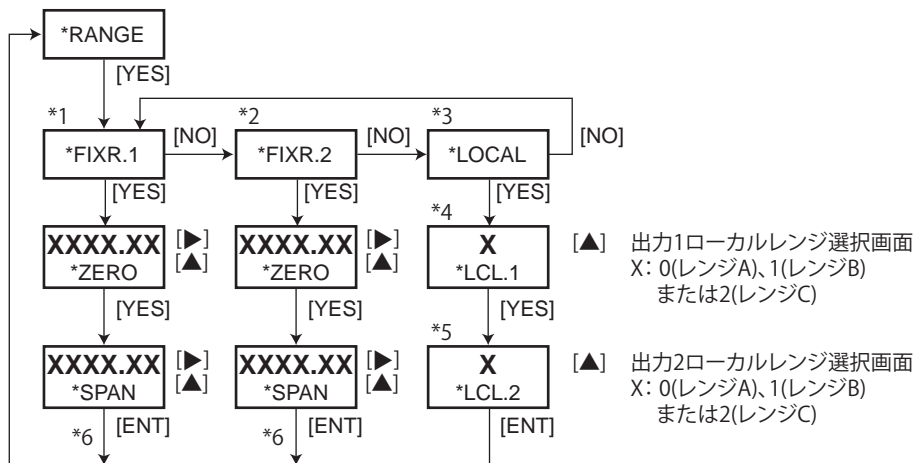 *RANGE
[YES]
*1
*2
*3
*FIXR.1
[NO]
*FIXR.2
[NO]
*LOCAL
[NO]
[YES]
[YES]
[YES]
*4
XXXX.XX
*ZERO
[▶]
[▲]
XXXX.XX
*ZERO
[▶]
[▲]
X
*LCL.1
[▲] 出力1ローカルレンジ選択画面
X: 0(レンジA)、1(レンジB)
または2(レンジC)
[YES]
[YES]
[YES]
*5
XXXX.XX
*SPAN
[▶]
[▲]
XXXX.XX
*SPAN
[▶]
[▲]
X
*LCL.2
[▲] 出力2ローカルレンジ選択画面
X: 0(レンジA)、1(レンジB)
または2(レンジC)
*6
[ENT]
*6
[ENT]
[ENT]